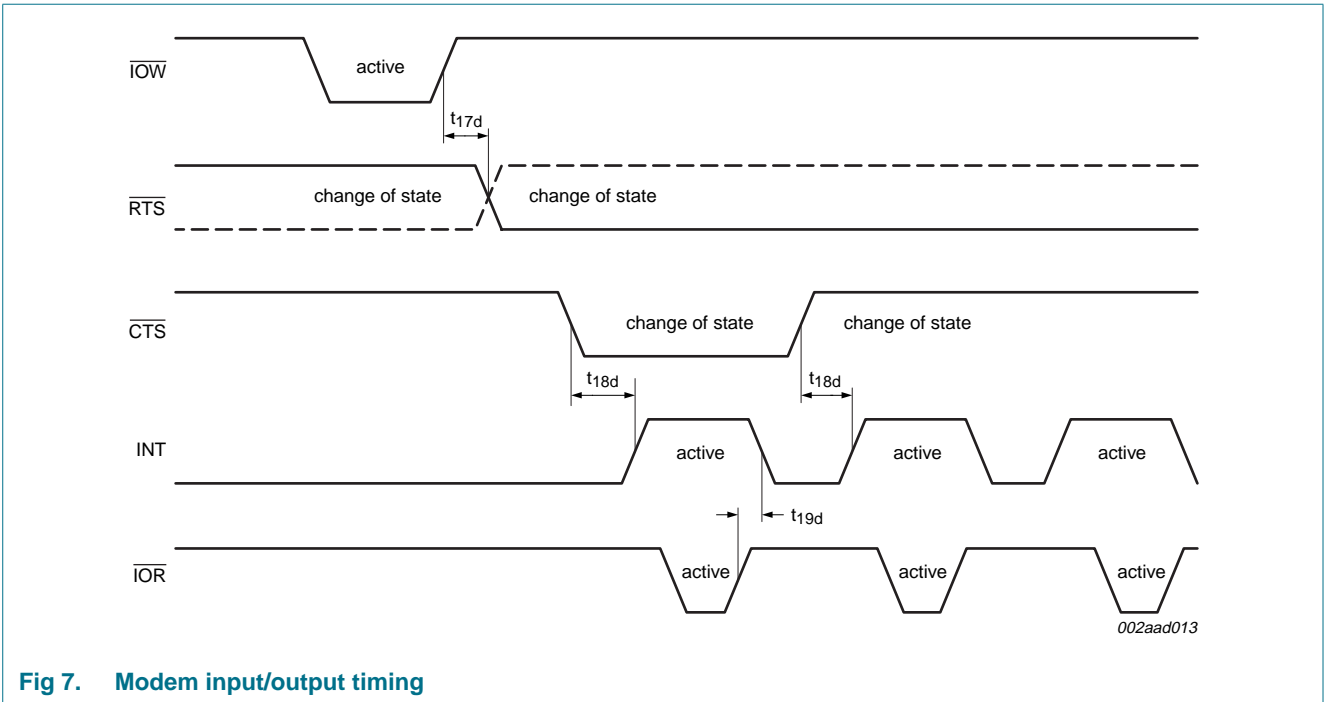 IOW
active
t17d
RTS
change of state
change of state
CTS
change of state
change of state
t18d
t18d
INT
active
active
active
t19d
IOR
active
active
active
002aad013
Fig 7. Modem input/output timing